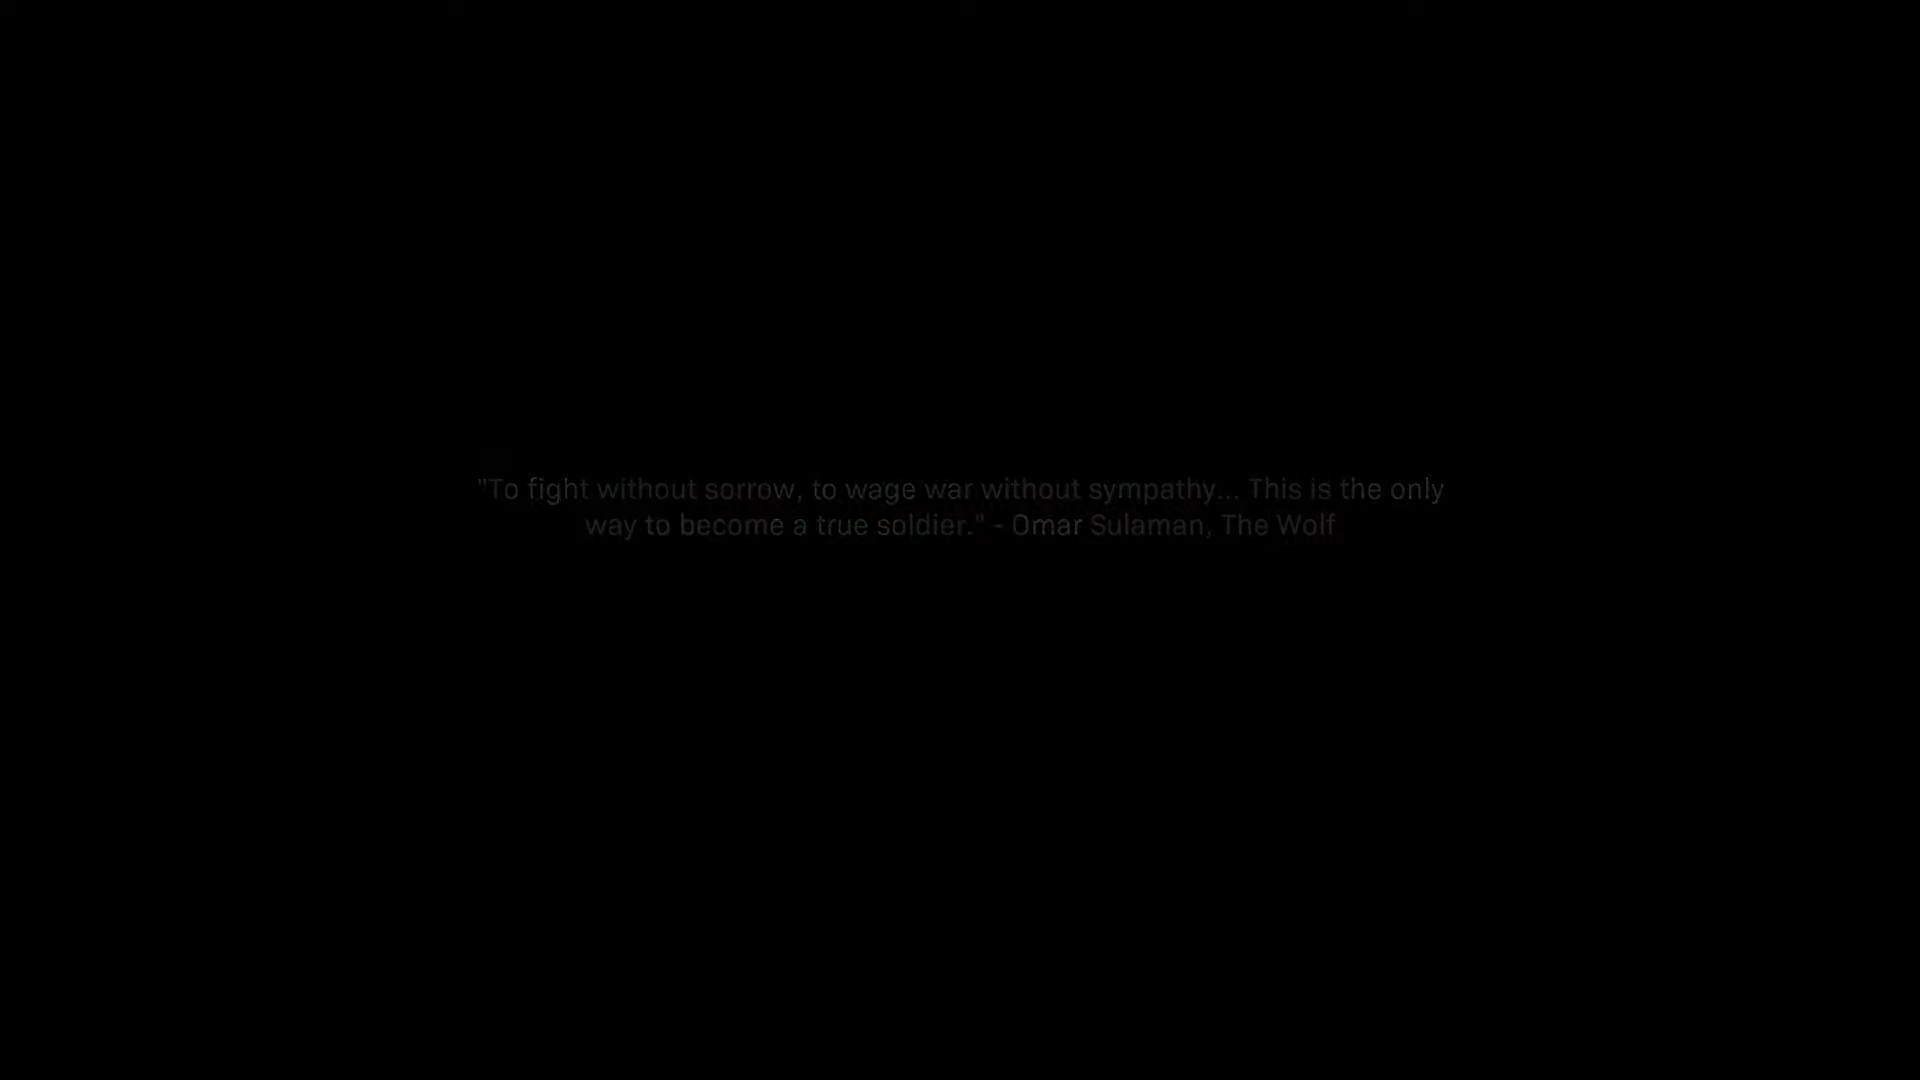 "To fight without sorrow, to wage war without sympathy... This is the only
way to become a true soldier." - Omar Sulaman, The Wolf